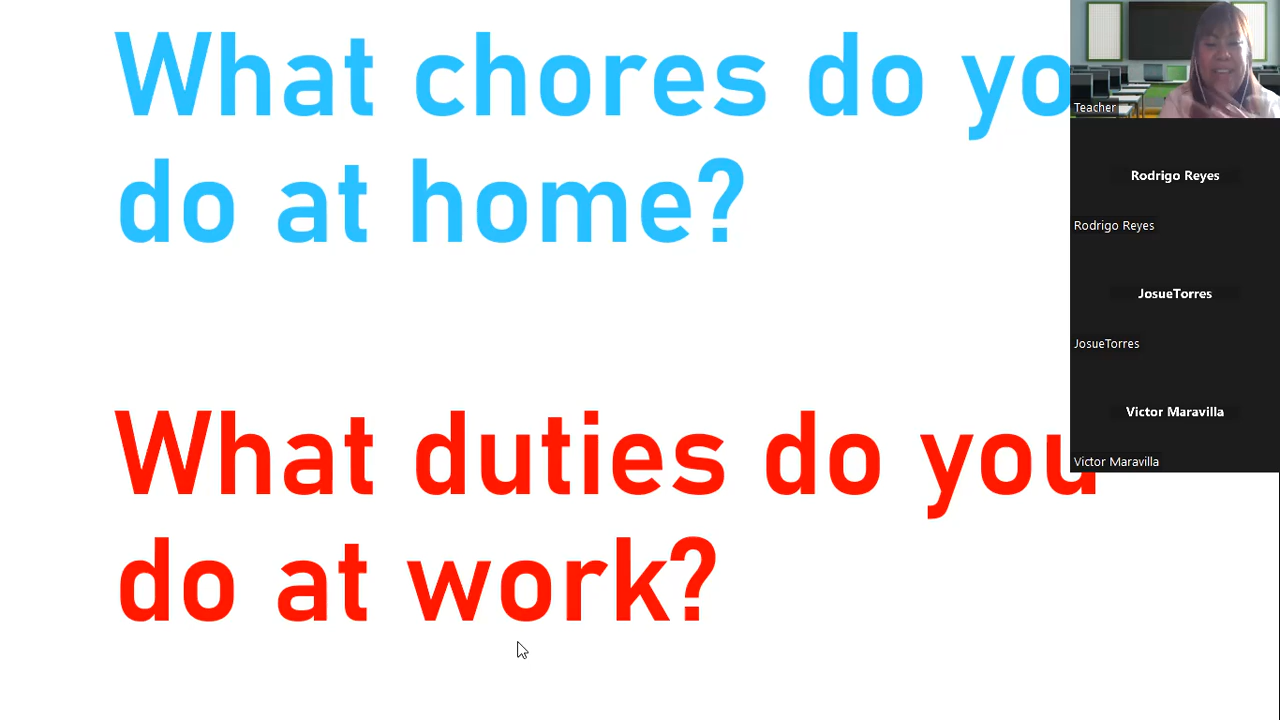 What chores do yo
do at home?
What duties do you
do at work?
Teacher
Rodrigo Reyes
Rodrigo Reyes
JosueTorres
JosueTorres
Victor Maravilla
Victor Maravilla